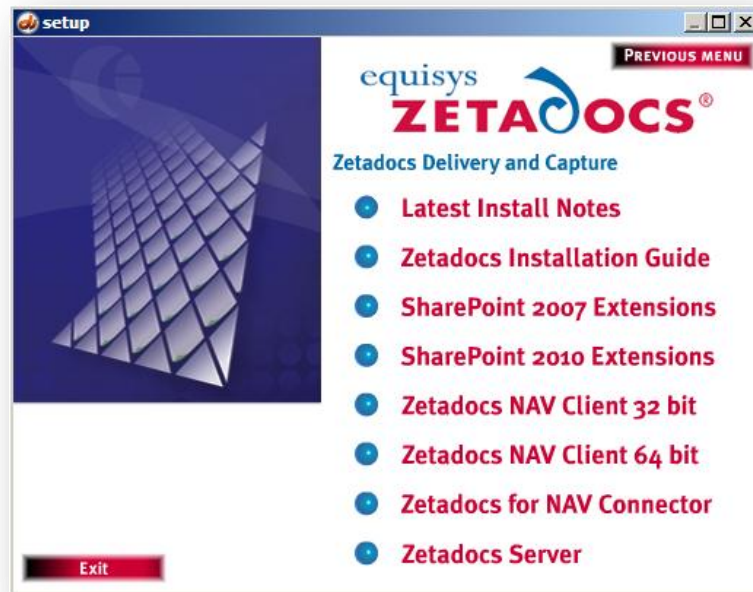 setup
PREVIOUS MENU
equisys
ZETADOCS®
Zetadocs Delivery and Capture
Latest Install Notes
Zetadocs Installation Guide
SharePoint 2007 Extensions
SharePoint 2010 Extensions
Zetadocs NAV Client 32 bit
Zetadocs NAV Client 64 bit
Zetadocs for NAV Connector
Zetadocs Server
Exit